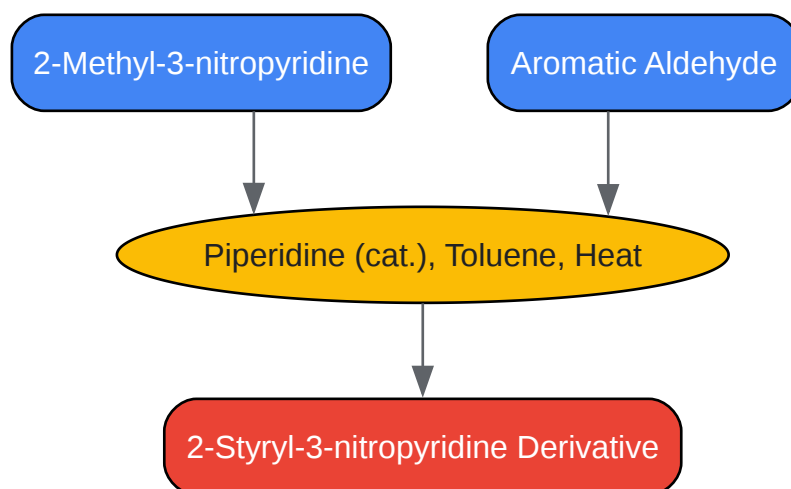 2-Methyl-3-nitropyridine
Aromatic Aldehyde
Piperidine (cat.), Toluene, Heat
2-Styryl-3-nitropyridine Derivative